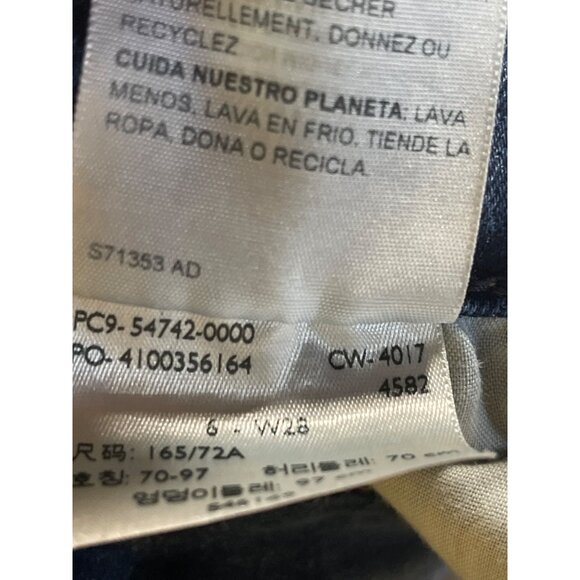 SÉCHER
NATURELLEMENT, DONNEZ OU
RECYCLEZ
CUIDA NUESTRO PLANETA: LAVA
MENOS, LAVA EN FRIO, TIENDE LA
ROPA, DONA O RECICLA.
S71353 AD
PC9- 54742-0000
PO- 4100356164
CW- 4017
4582
6 - W28
尺码: 165/72A
호칭: 70-97 허리둘레: 70 cm
엉덩이둘레: 97 cm